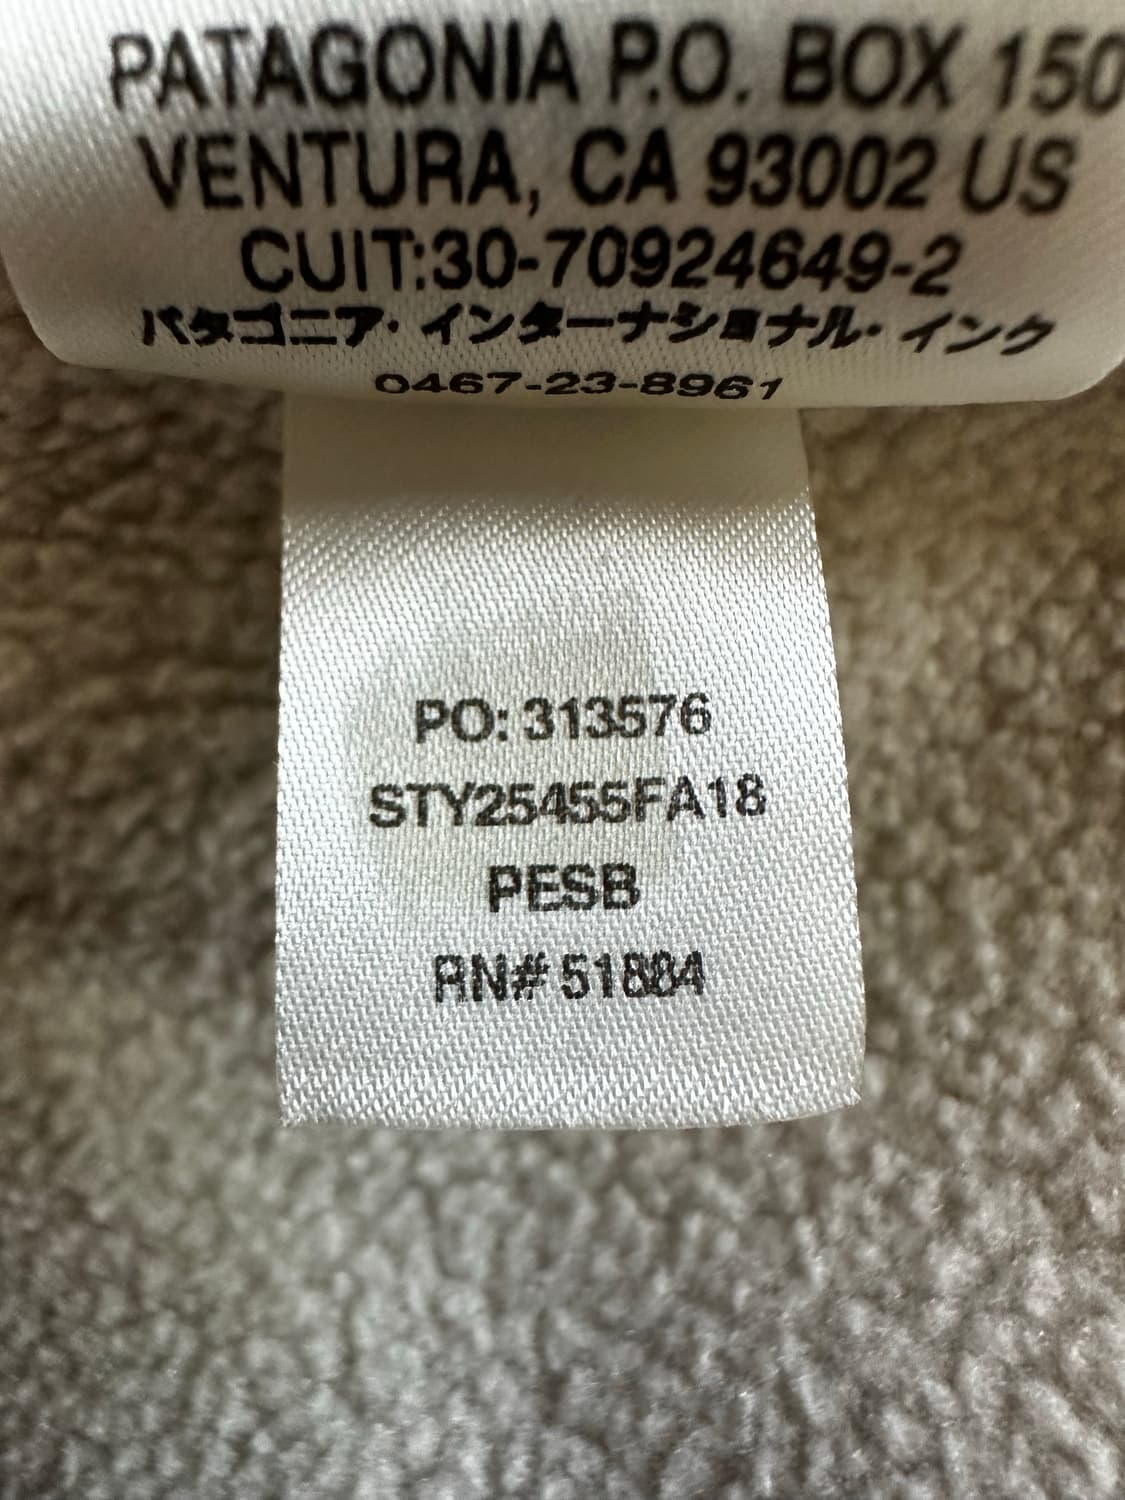 PATAGONIA P.O. BOX 150
VENTURA, CA 93002 US
CUIT:30-70924649-2
パタゴニア・インターナショナル・インク
0467-23-8961
PO: 313576
STY25455FA18
PESB
RN# 51884